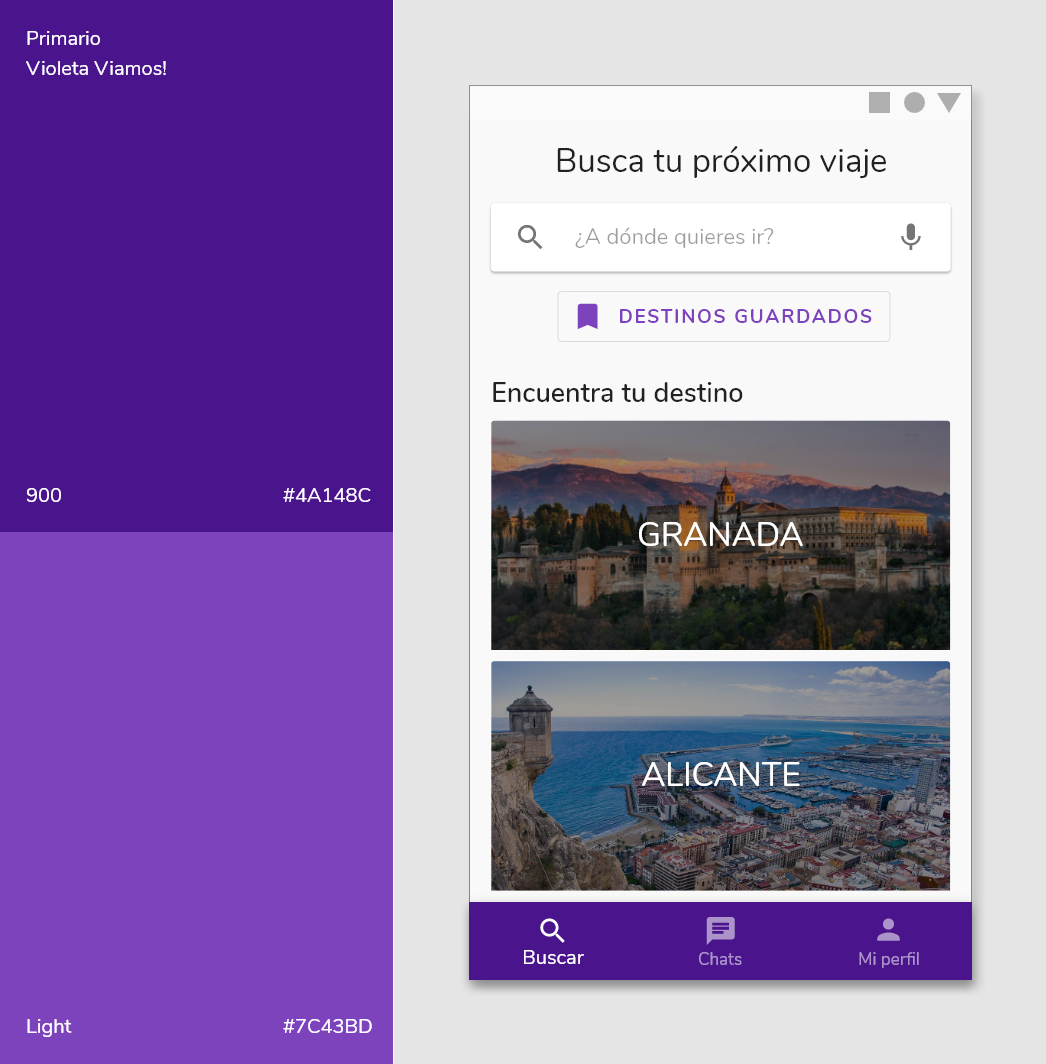 Primario
Violeta Viamos!
900 #4A148C
Light #7C43BD
Busca tu próximo viaje
¿A dónde quieres ir?
DESTINOS GUARDADOS
Encuentra tu destino
GRANADA
ALICANTE
Buscar Chats Mi perfil